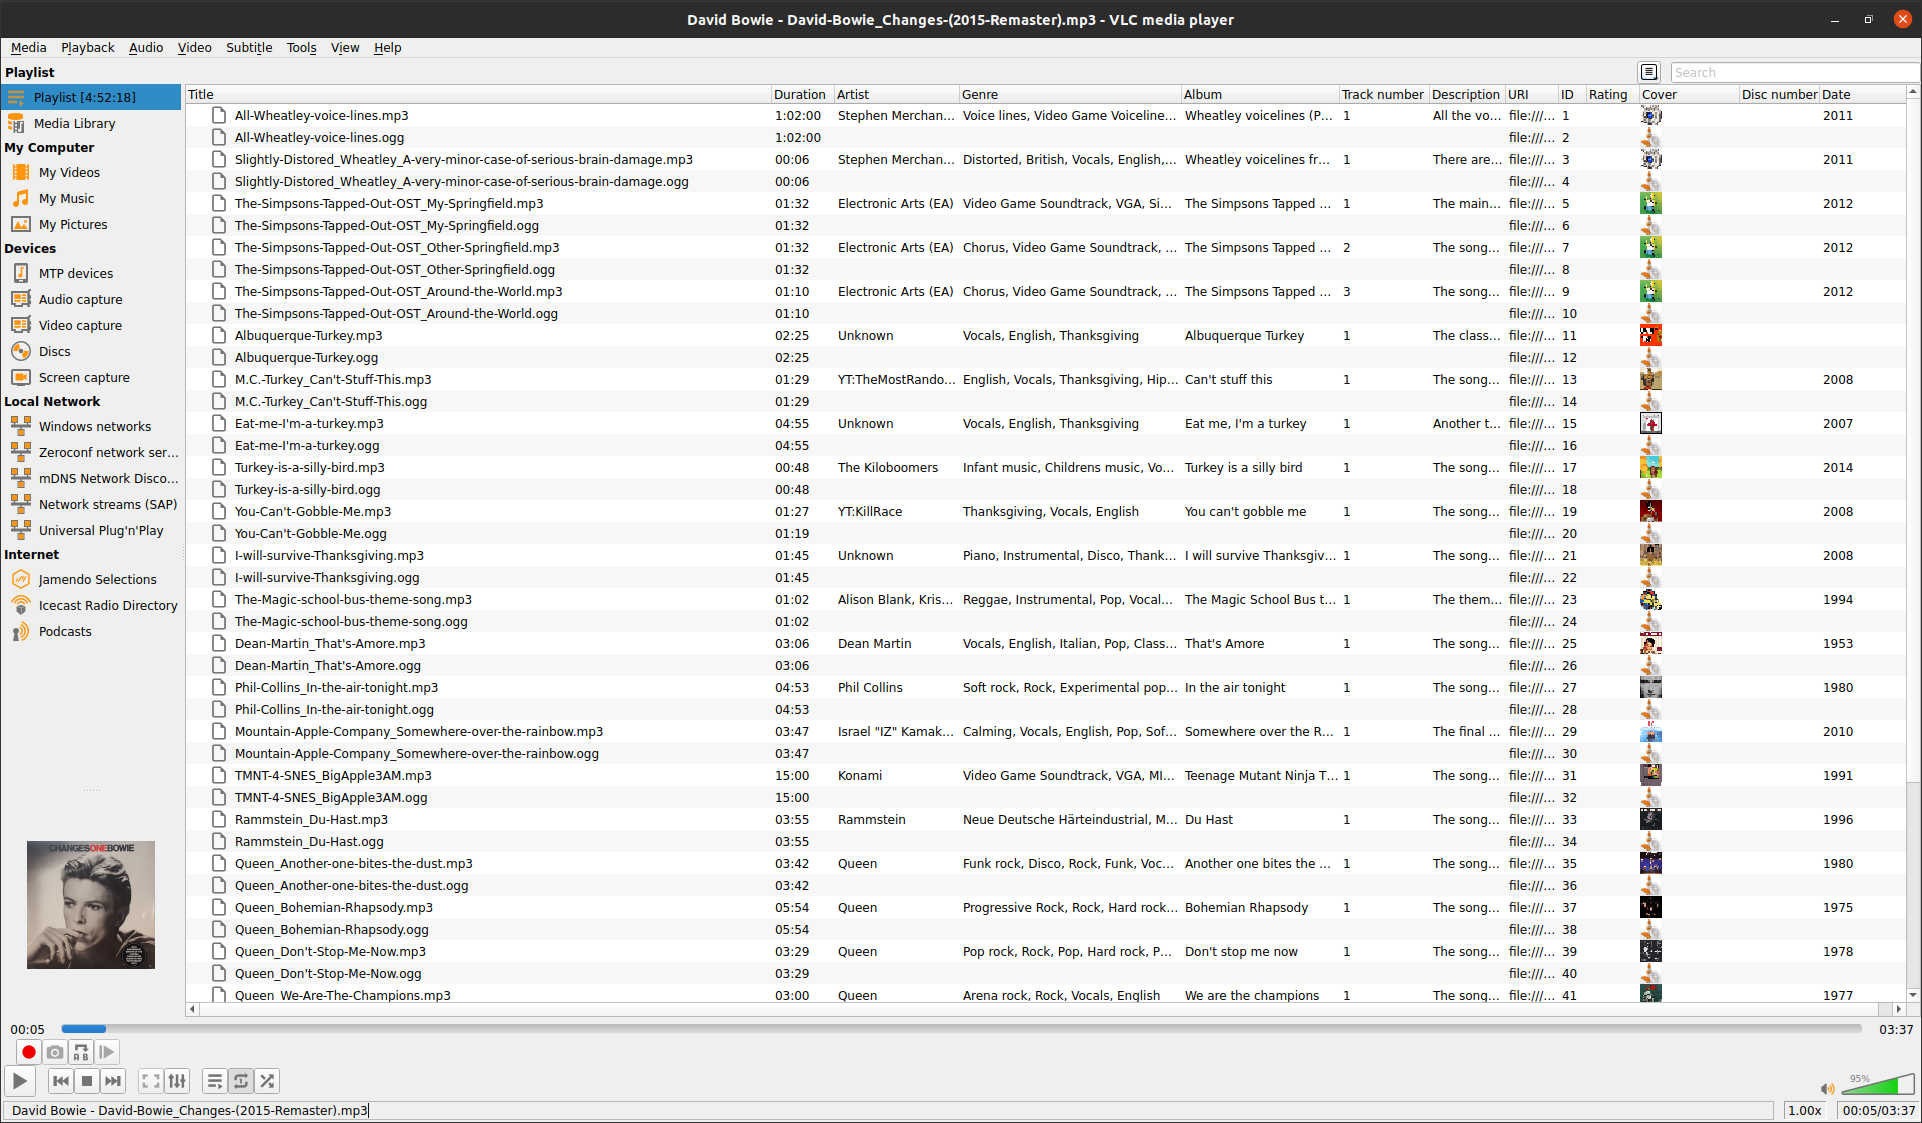 David Bowie - David-Bowie_Changes-(2015-Remaster).mp3 - VLC media player
Media Playback Audio Video Subtitle Tools View Help
Playlist
Search
Playlist [4:52:18]
Media Library
My Computer
My Videos
My Music
My Pictures
Devices
MTP devices
Audio capture
Video capture
Discs
Screen capture
Local Network
Windows networks
Zeroconf network ser...
mDNS Network Disco...
Network streams (SAP)
Universal Plug'n'Play
Internet
Jamendo Selections
Icecast Radio Directory
Podcasts
CHANGESONEBOWIE
Title Duration Artist Genre Album Track number Description URI ID Rating Cover Disc number Date
All-Wheatley-voice-lines.mp3 1:02:00 Stephen Merchan... Voice lines, Video Game Voiceline... Wheatley voicelines (P... 1 All the vo... file:///... 1 2011
All-Wheatley-voice-lines.ogg 1:02:00 file:///... 2
Slightly-Distored_Wheatley_A-very-minor-case-of-serious-brain-damage.mp3 00:06 Stephen Merchan... Distorted, British, Vocals, English,... Wheatley voicelines fr... 1 There are... file:///... 3 2011
Slightly-Distored_Wheatley_A-very-minor-case-of-serious-brain-damage.ogg 00:06 file:///... 4
The-Simpsons-Tapped-Out-OST_My-Springfield.mp3 01:32 Electronic Arts (EA) Video Game Soundtrack, VGA, Si... The Simpsons Tapped ... 1 The main... file:///... 5 2012
The-Simpsons-Tapped-Out-OST_My-Springfield.ogg 01:32 file:///... 6
The-Simpsons-Tapped-Out-OST_Other-Springfield.mp3 01:32 Electronic Arts (EA) Chorus, Video Game Soundtrack, ... The Simpsons Tapped ... 2 The song... file:///... 7 2012
The-Simpsons-Tapped-Out-OST_Other-Springfield.ogg 01:32 file:///... 8
The-Simpsons-Tapped-Out-OST_Around-the-World.mp3 01:10 Electronic Arts (EA) Chorus, Video Game Soundtrack, ... The Simpsons Tapped ... 3 The song... file:///... 9 2012
The-Simpsons-Tapped-Out-OST_Around-the-World.ogg 01:10 file:///... 10
Albuquerque-Turkey.mp3 02:25 Unknown Vocals, English, Thanksgiving Albuquerque Turkey 1 The class... file:///... 11
Albuquerque-Turkey.ogg 02:25 file:///... 12
M.C.-Turkey_Can't-Stuff-This.mp3 01:29 YT:TheMostRando... English, Vocals, Thanksgiving, Hip... Can't stuff this 1 The song... file:///... 13 2008
M.C.-Turkey_Can't-Stuff-This.ogg 01:29 file:///... 14
Eat-me-I'm-a-turkey.mp3 04:55 Unknown Vocals, English, Thanksgiving Eat me, I'm a turkey 1 Another t... file:///... 15 2007
Eat-me-I'm-a-turkey.ogg 04:55 file:///... 16
Turkey-is-a-silly-bird.mp3 00:48 The Kiloboomers Infant music, Childrens music, Vo... Turkey is a silly bird 1 The song... file:///... 17 2014
Turkey-is-a-silly-bird.ogg 00:48 file:///... 18
You-Can't-Gobble-Me.mp3 01:27 YT:KillRace Thanksgiving, Vocals, English You can't gobble me 1 The song... file:///... 19 2008
You-Can't-Gobble-Me.ogg 01:19 file:///... 20
I-will-survive-Thanksgiving.mp3 01:45 Unknown Piano, Instrumental, Disco, Thank... I will survive Thanksgiv... 1 The song... file:///... 21 2008
I-will-survive-Thanksgiving.ogg 01:45 file:///... 22
The-Magic-school-bus-theme-song.mp3 01:02 Alison Blank, Kris... Reggae, Instrumental, Pop, Vocal... The Magic School Bus t... 1 The them... file:///... 23 1994
The-Magic-school-bus-theme-song.ogg 01:02 file:///... 24
Dean-Martin_That's-Amore.mp3 03:06 Dean Martin Vocals, English, Italian, Pop, Class... That's Amore 1 The song... file:///... 25 1953
Dean-Martin_That's-Amore.ogg 03:06 file:///... 26
Phil-Collins_In-the-air-tonight.mp3 04:53 Phil Collins Soft rock, Rock, Experimental pop... In the air tonight 1 The song... file:///... 27 1980
Phil-Collins_In-the-air-tonight.ogg 04:53 file:///... 28
Mountain-Apple-Company_Somewhere-over-the-rainbow.mp3 03:47 Israel "IZ" Kamak... Calming, Vocals, English, Pop, Sof... Somewhere over the R... 1 The final ... file:///... 29 2010
Mountain-Apple-Company_Somewhere-over-the-rainbow.ogg 03:47 file:///... 30
TMNT-4-SNES_BigApple3AM.mp3 15:00 Konami Video Game Soundtrack, VGA, MI... Teenage Mutant Ninja T... 1 The song... file:///... 31 1991
TMNT-4-SNES_BigApple3AM.ogg 15:00 file:///... 32
Rammstein_Du-Hast.mp3 03:55 Rammstein Neue Deutsche Härteindustrial, M... Du Hast 1 The song... file:///... 33 1996
Rammstein_Du-Hast.ogg 03:55 file:///... 34
Queen_Another-one-bites-the-dust.mp3 03:42 Queen Funk rock, Disco, Rock, Funk, Voc... Another one bites the ... 1 The song... file:///... 35 1980
Queen_Another-one-bites-the-dust.ogg 03:42 file:///... 36
Queen_Bohemian-Rhapsody.mp3 05:54 Queen Progressive Rock, Rock, Hard rock... Bohemian Rhapsody 1 The song... file:///... 37 1975
Queen_Bohemian-Rhapsody.ogg 05:54 file:///... 38
Queen_Don't-Stop-Me-Now.mp3 03:29 Queen Pop rock, Rock, Pop, Hard rock, P... Don't stop me now 1 The song... file:///... 39 1978
Queen_Don't-Stop-Me-Now.ogg 03:29 file:///... 40
Queen_We-Are-The-Champions.mp3 03:00 Queen Arena rock, Rock, Vocals, English We are the champions 1 The song... file:///... 41 1977
00:05 03:37
A B
95%
David Bowie - David-Bowie_Changes-(2015-Remaster).mp3 1.00x 00:05/03:37